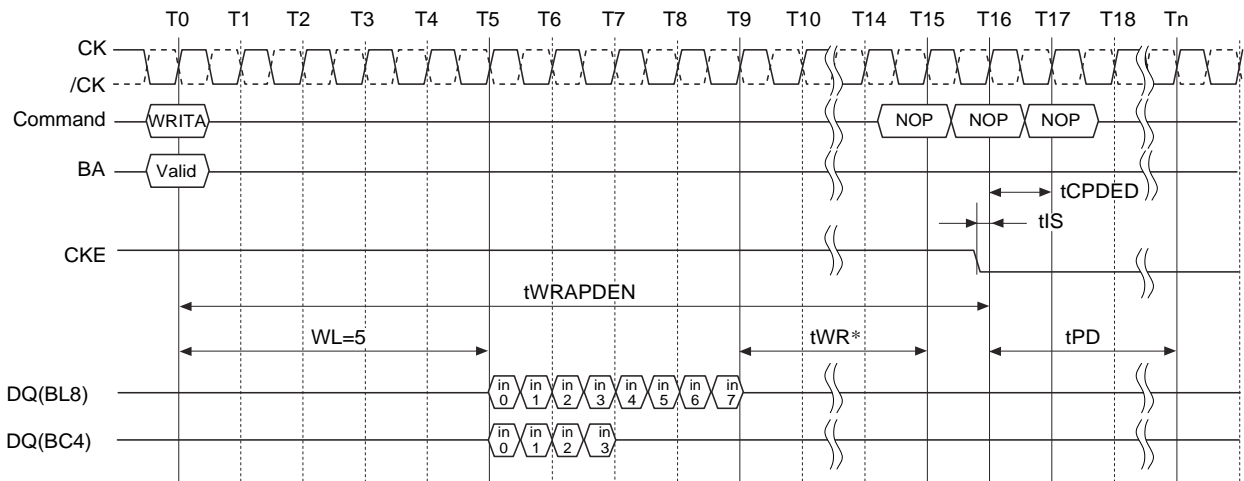 T0 T1 T2 T3 T4 T5 T6 T7 T8 T9 T10 T14 T15 T16 T17 T18 Tn
CK
/CK
Command WRITA NOP NOP NOP
BA Valid
tCPDED
tIS
CKE
tWRAPDEN
WL=5 tWR* tPD
DQ(BL8) in 0 in 1 in 2 in 3 in 4 in 5 in 6 in 7
DQ(BC4) in 0 in 1 in 2 in 3